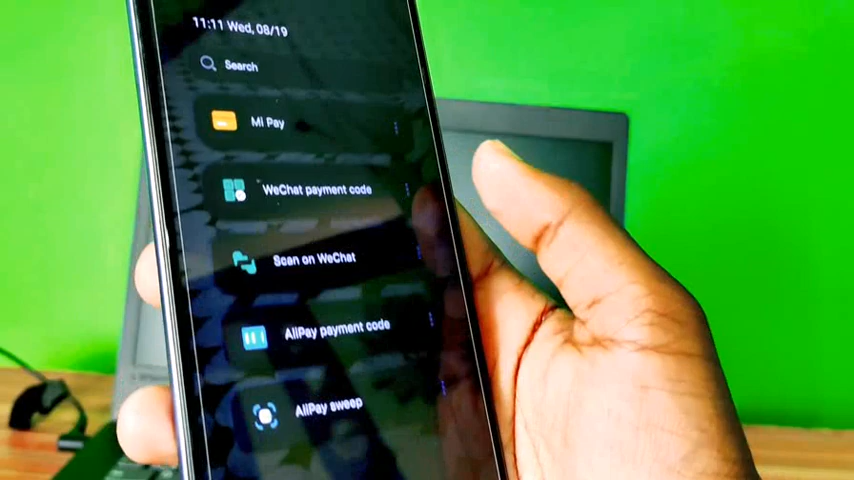 11:11 Wed, 08/19
Search
Mi Pay
WeChat payment code
Scan on WeChat
AliPay payment code
AliPay sweep